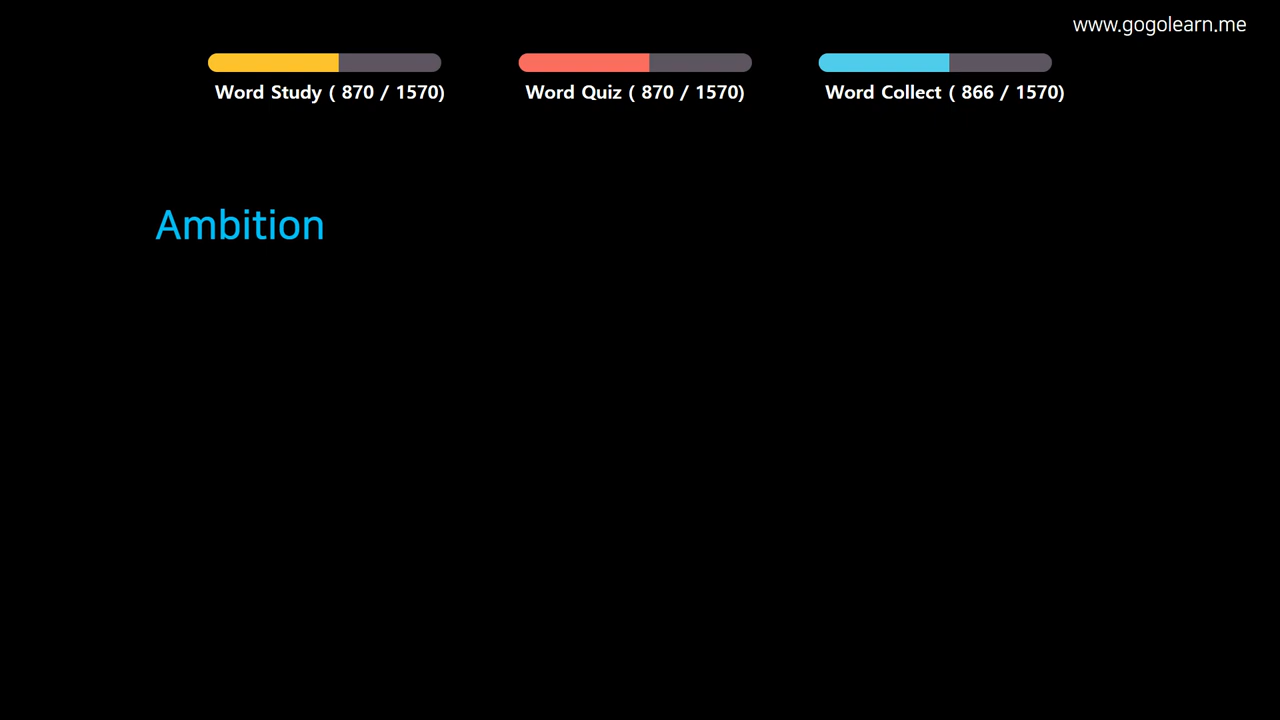 www.gogolearn.me
Word Study ( 870 / 1570)
Word Quiz ( 870 / 1570)
Word Collect ( 866 / 1570)
Ambition